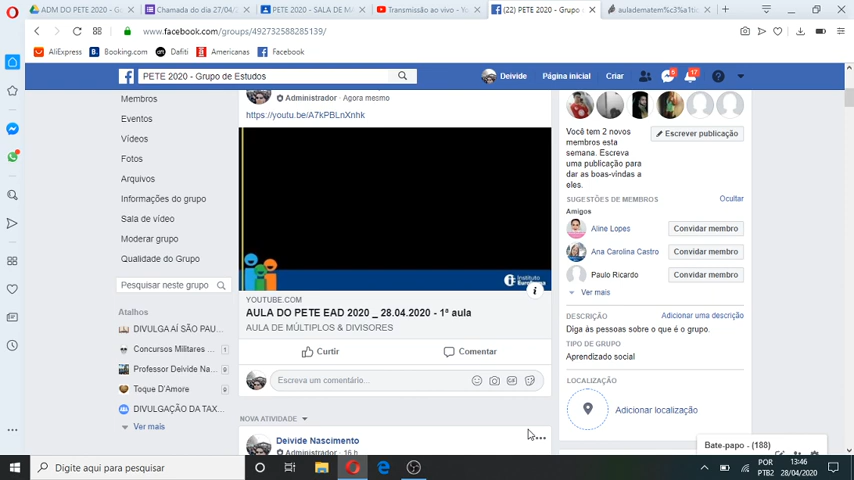 ADM DO PETE 2020 - G
Chamada do dia 27/04/
PETE 2020 - SALA DE M
Transmissão ao vivo - Y
(22) PETE 2020 - Grupo
auladematem%c3%a1ti
www.facebook.com/groups/492732588285139/
AliExpress
Booking.com
Dafiti
Americanas
Facebook
PETE 2020 - Grupo de Estudos
Deivide
Página inicial
Criar
17
Membros
Eventos
Vídeos
Fotos
Arquivos
Informações do grupo
Sala de vídeo
Moderar grupo
Qualidade do Grupo
Pesquisar neste grupo
Atalhos
DIVULGA AÍ SÃO PAU...
Concursos Militares ... 1
Professor Deivide Na... 9
Toque D'Amore 9
DIVULGAÇÃO DA TAX...
Ver mais
Administrador · Agora mesmo
https://youtu.be/A7kPBLnXnhk
Instituto
YOUTUBE.COM
AULA DO PETE EAD 2020 _ 28.04.2020 - 1ª aula
AULA DE MÚLTIPLOS & DIVISORES
Curtir
Comentar
Escreva um comentário...
NOVA ATIVIDADE
Deivide Nascimento
Administrador · 16 h
Você tem 2 novos
membros esta
semana. Escreva
uma publicação para
dar as boas-vindas a
eles.
Escrever publicação
SUGESTÕES DE MEMBROS
Ocultar
Amigos
Aline Lopes
Convidar membro
Ana Carolina Castro
Convidar membro
Paulo Ricardo
Convidar membro
Ver mais
DESCRIÇÃO
Adicionar uma descrição
Diga às pessoas sobre o que é o grupo.
TIPO DE GRUPO
Aprendizado social
LOCALIZAÇÃO
Adicionar localização
Bate-papo - (188)
Digite aqui para pesquisar
POR
PTB2
13:46
28/04/2020